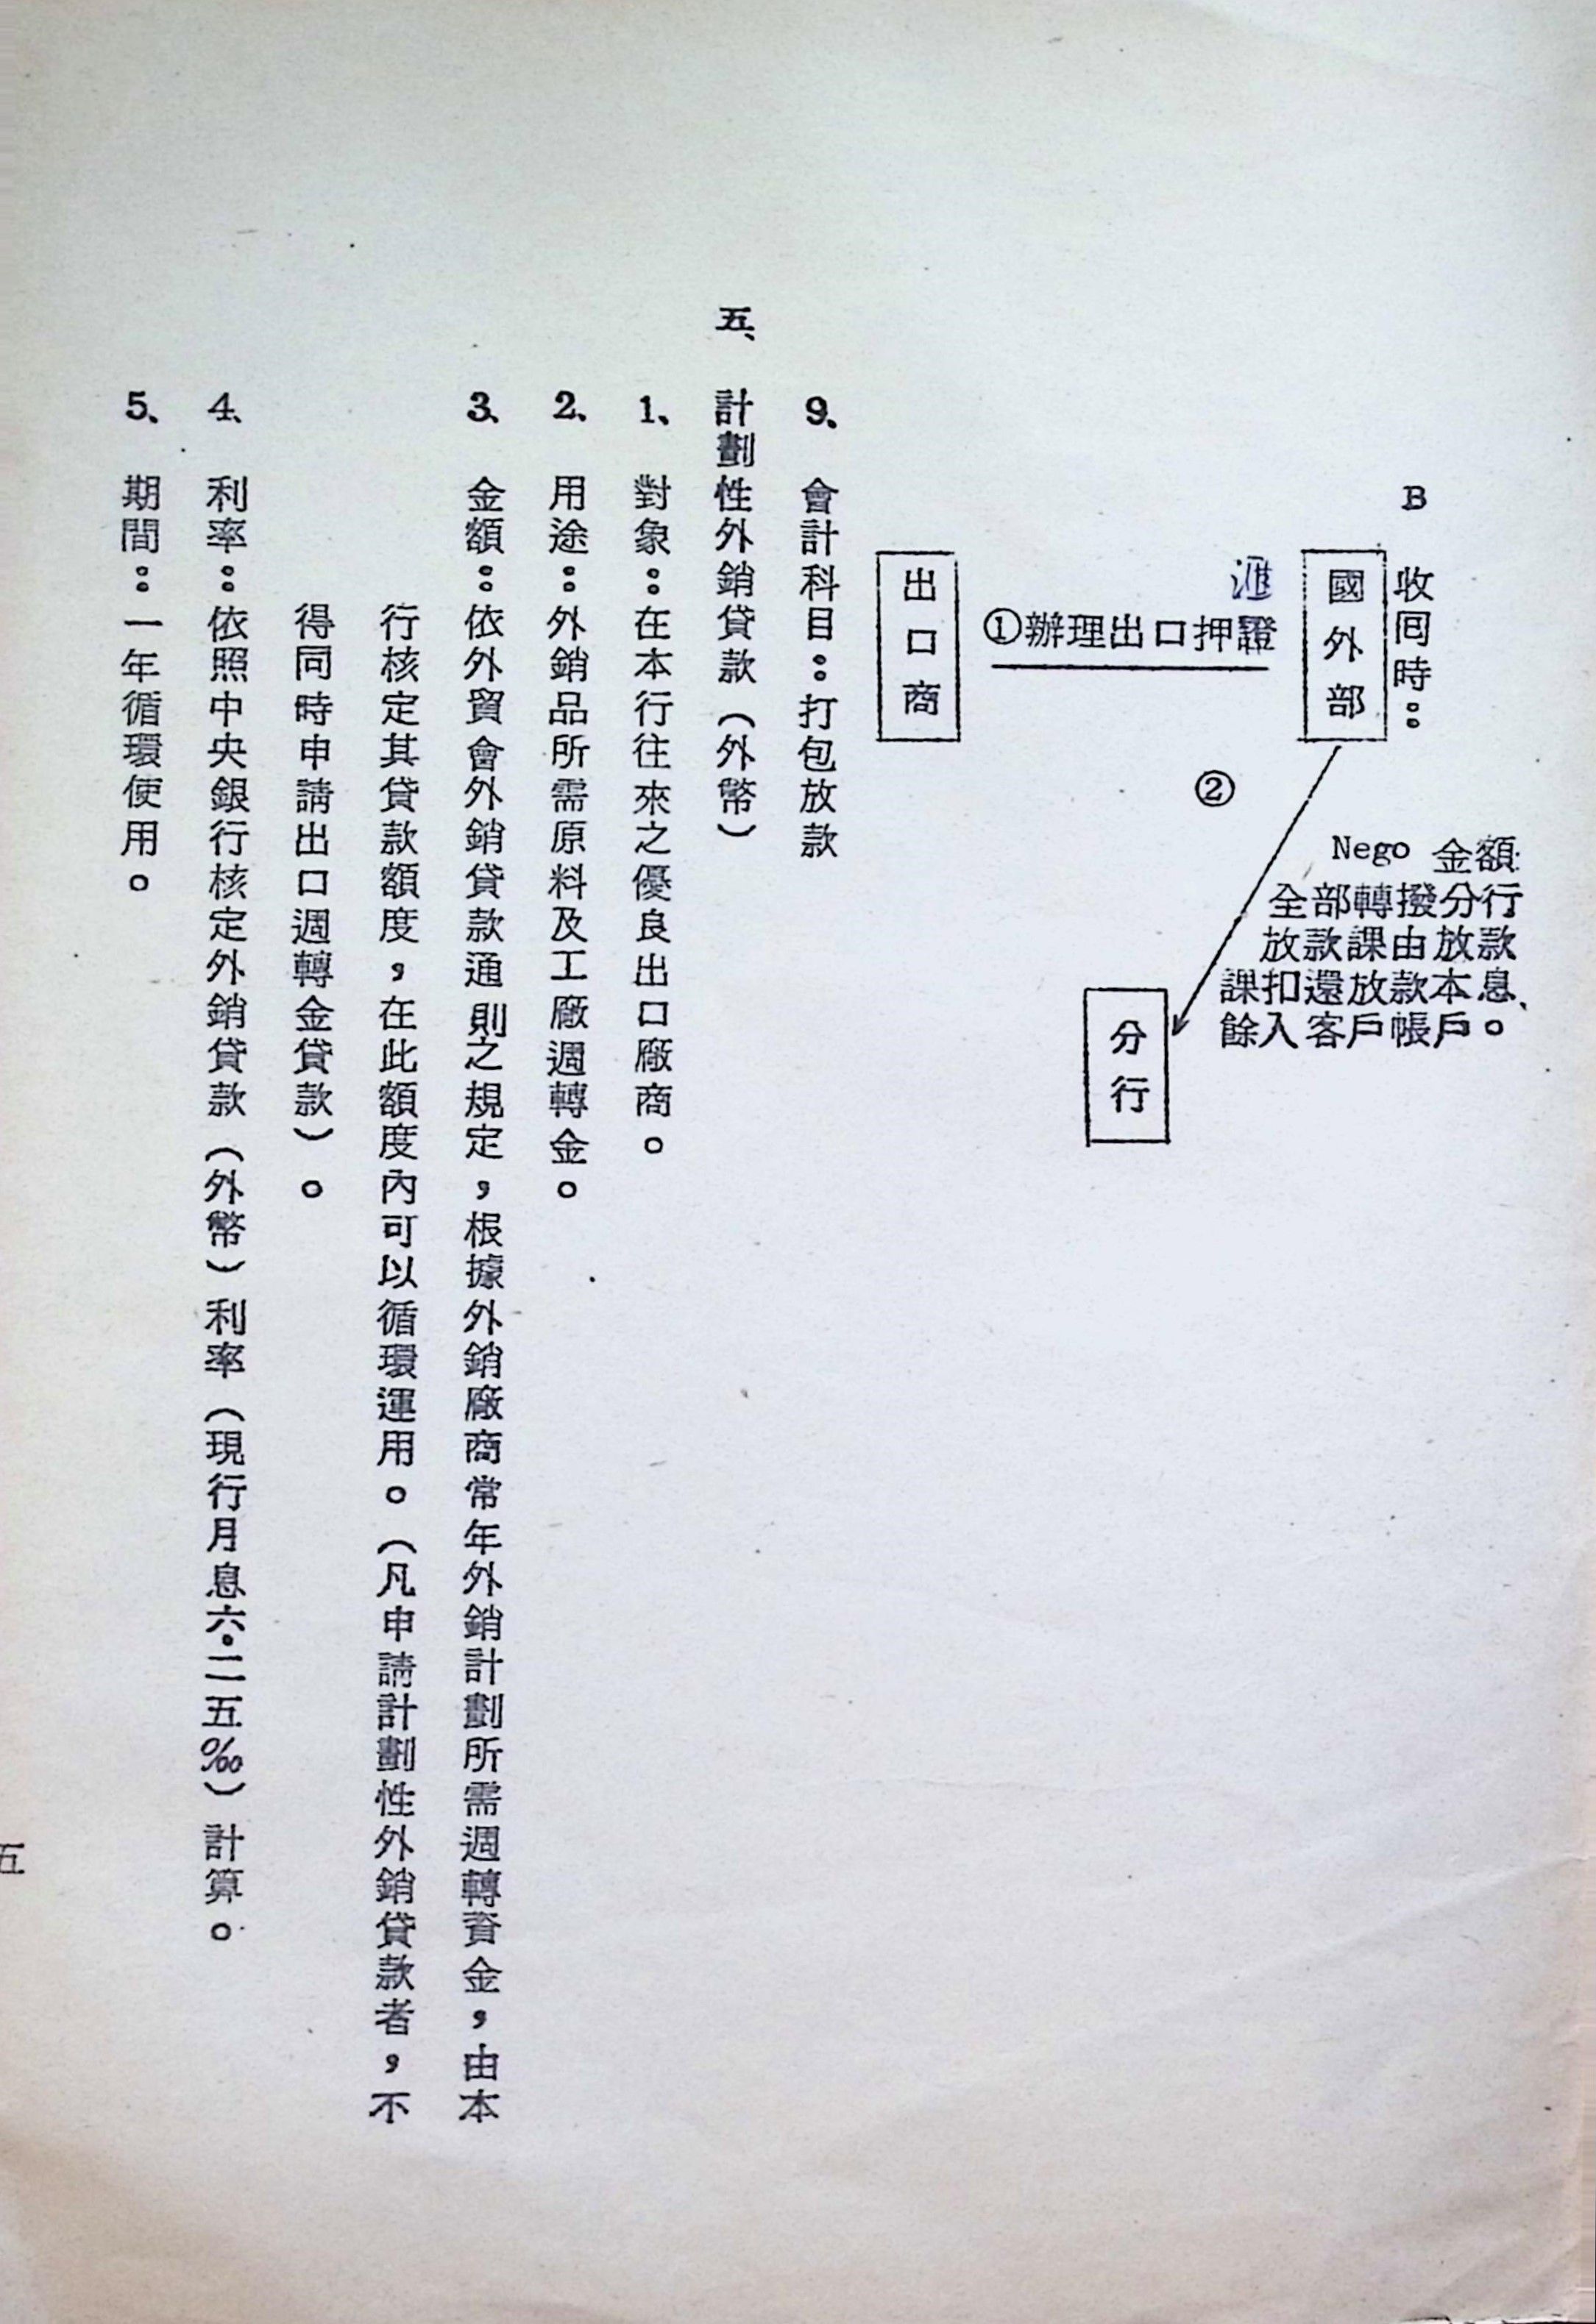 B 收囘時：
國外部
滙
①辦理出口押證
出口商
②
Nego 金額
全部轉撥分行
放款課由放款
課扣還放款本息、
餘入客戶帳戶。
分行
9. 會計科目：打包放款
五、計劃性外銷貸款（外幣）
1、對象：在本行往來之優良出口廠商。
2、用途：外銷品所需原料及工廠週轉金。
3、金額：依外貿會外銷貸款通則之規定，根據外銷廠商常年外銷計劃所需週轉資金，由本
行核定其貸款額度，在此額度內可以循環運用。（凡申請計劃性外銷貸款者，不
得同時申請出口週轉金貸款）。
4、利率：依照中央銀行核定外銷貸款（外幣）利率（現行月息六·二五‰）計算。
5、期間：一年循環使用。
五